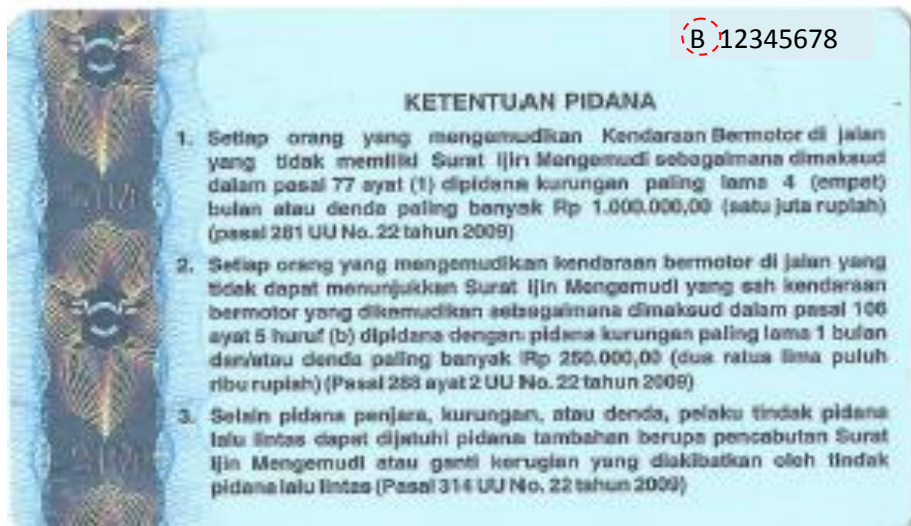 B 12345678
KETENTUAN PIDANA
1. Setiap orang yang mengemudikan Kendaraan Bermotor di jalan
yang tidak memiliki Surat Ijin Mengemudi sebagaimana dimaksud
dalam pasal 77 ayat (1) dipidana kurungan paling lama 4 (empat)
bulan atau denda paling banyak Rp 1.000.000,00 (satu juta rupiah)
(pasal 281 UU No. 22 tahun 2009)
2. Setiap orang yang mengemudikan kendaraan bermotor di jalan yang
tidak dapat menunjukkan Surat Ijin Mengemudi yang sah kendaraan
bermotor yang dikemudikan sebagaimana dimaksud dalam pasal 106
ayat 5 huruf (b) dipidana dengan pidana kurungan paling lama 1 bulan
dan/atau denda paling banyak Rp 250.000,00 (dua ratus lima puluh
ribu rupiah) (Pasal 288 ayat 2 UU No. 22 tahun 2009)
3. Selain pidana penjara, kurungan, atau denda, pelaku tindak pidana
lalu lintas dapat dijatuhi pidana tambahan berupa pencabutan Surat
Ijin Mengemudi atau ganti kerugian yang diakibatkan oleh tindak
pidana lalu lintas (Pasal 314 UU No. 22 tahun 2009)